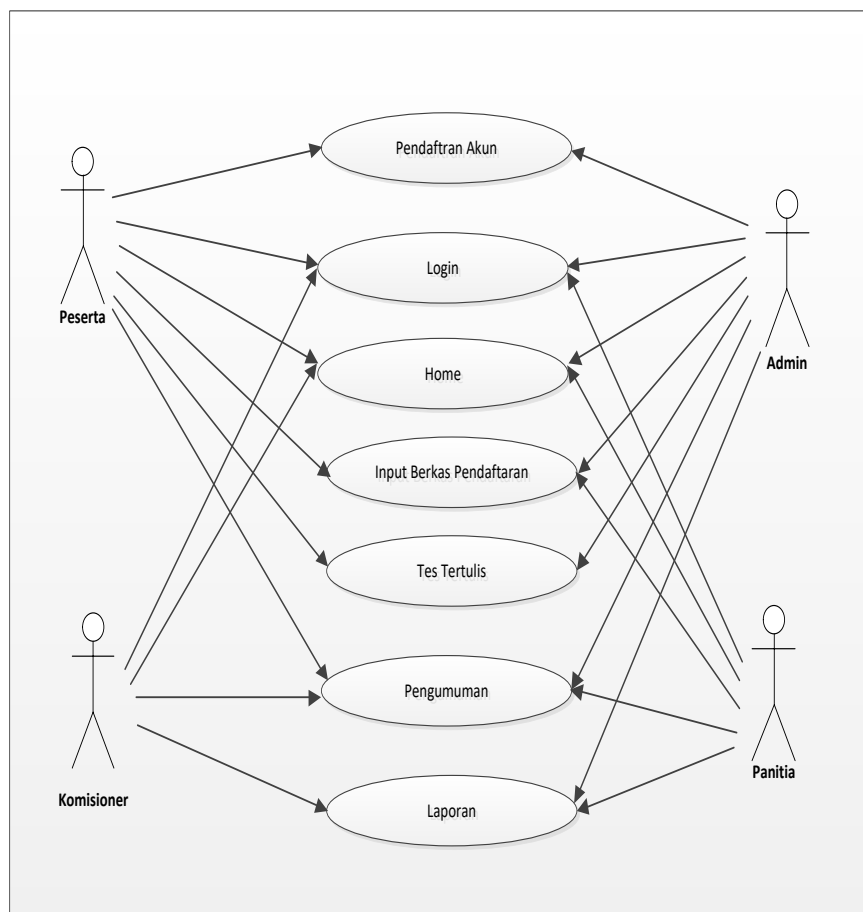 Pendaftran Akun
Login
Peserta
Home
Admin
Input Berkas Pendaftaran
Tes Tertulis
Pengumuman
Panitia
Komisioner
Laporan